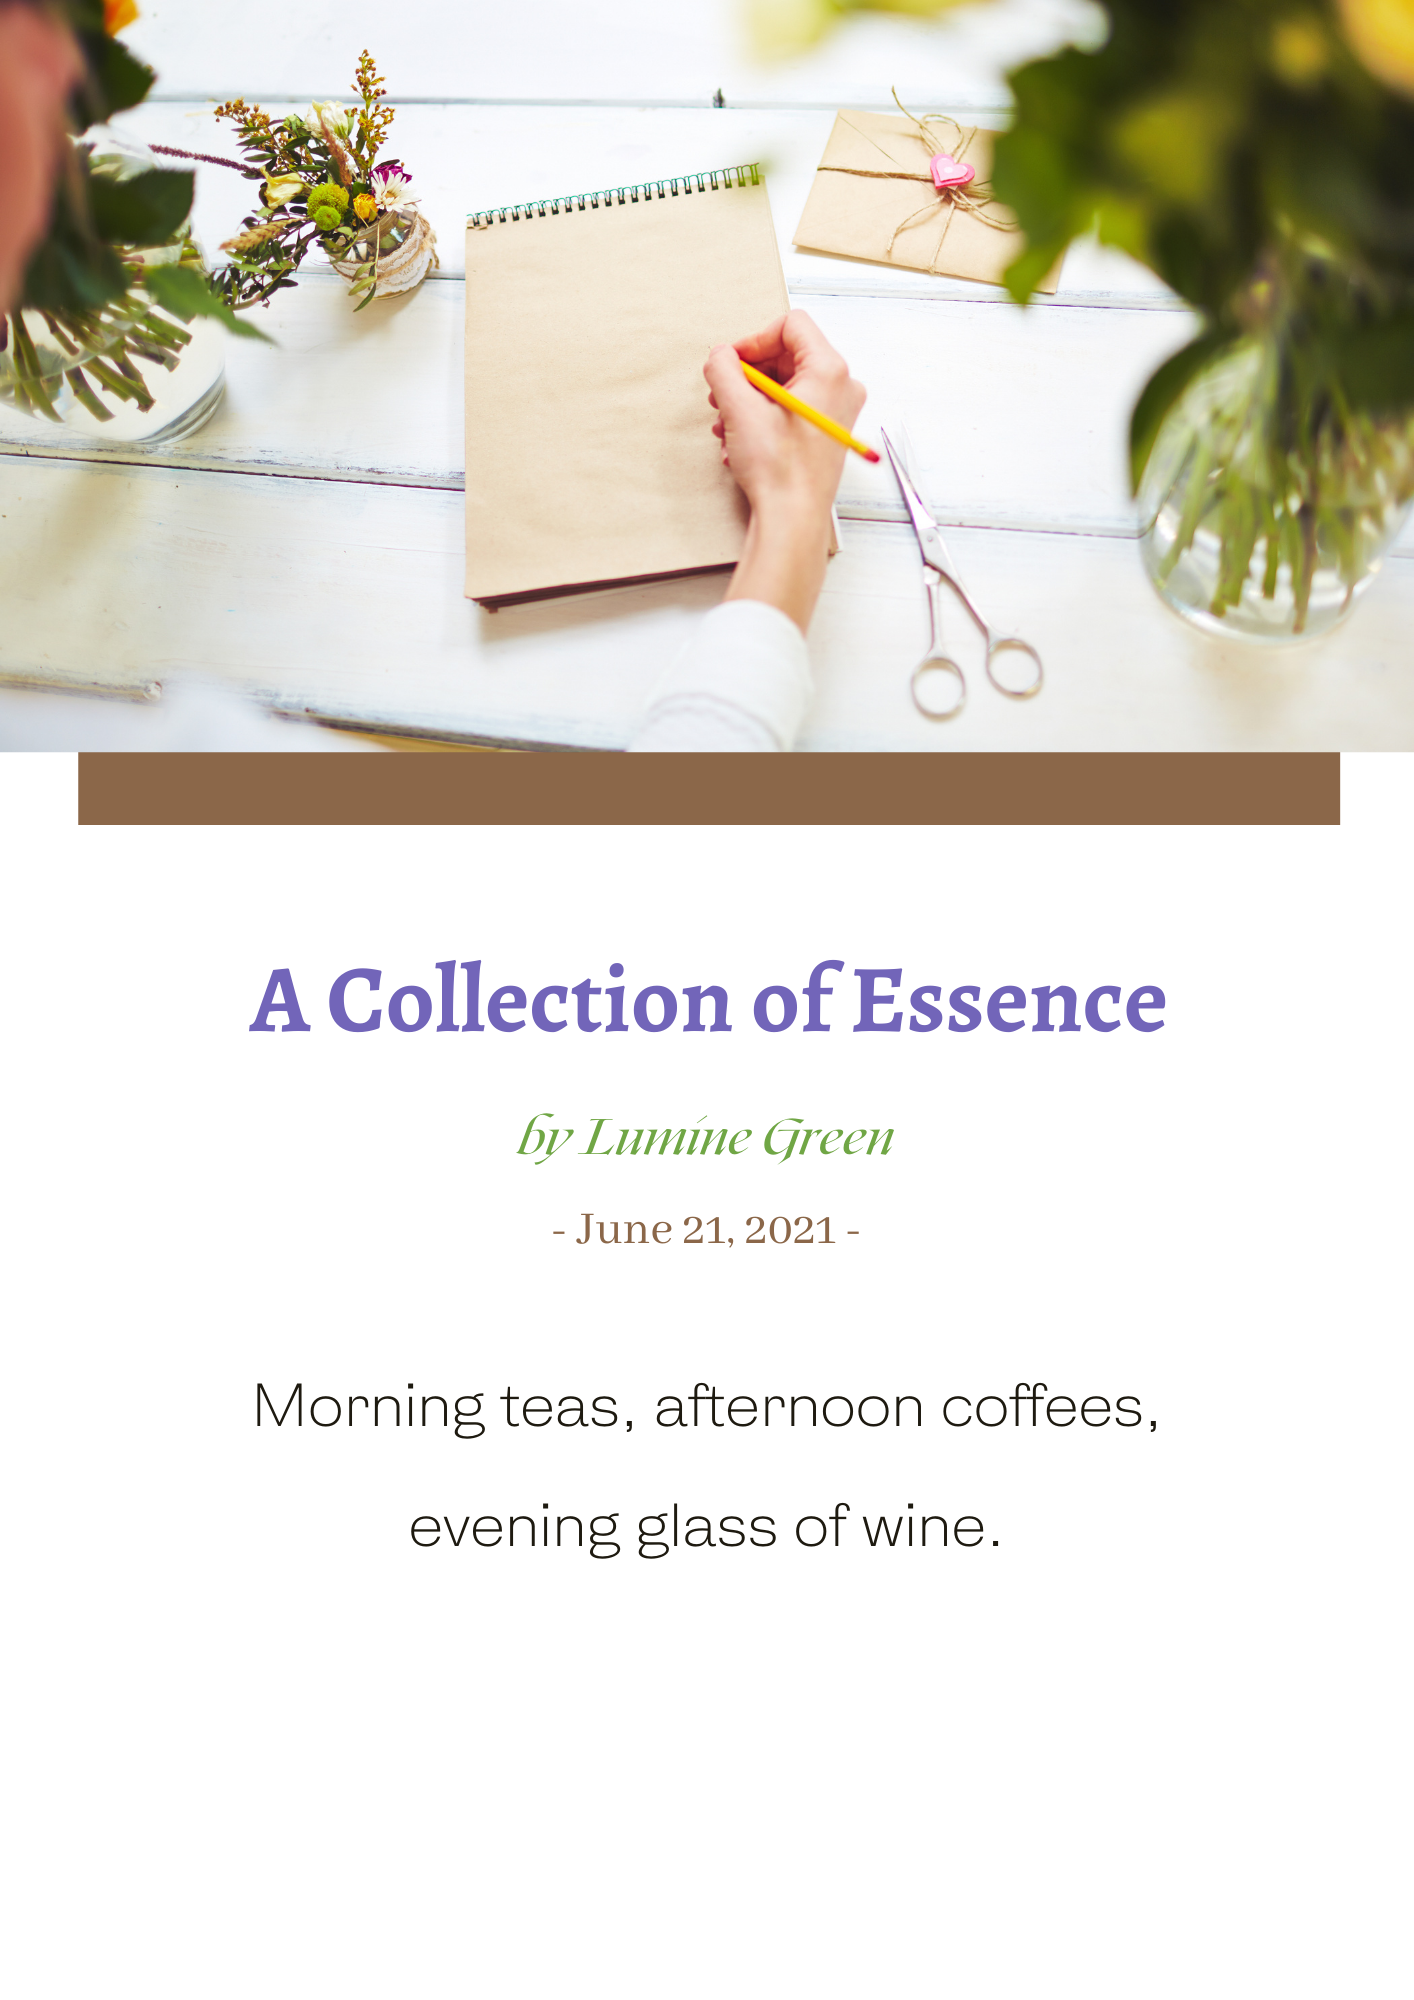 A Collection of Essence
by Lumine Green
- June 21, 2021 -
Morning teas, afternoon coffees,
evening glass of wine.